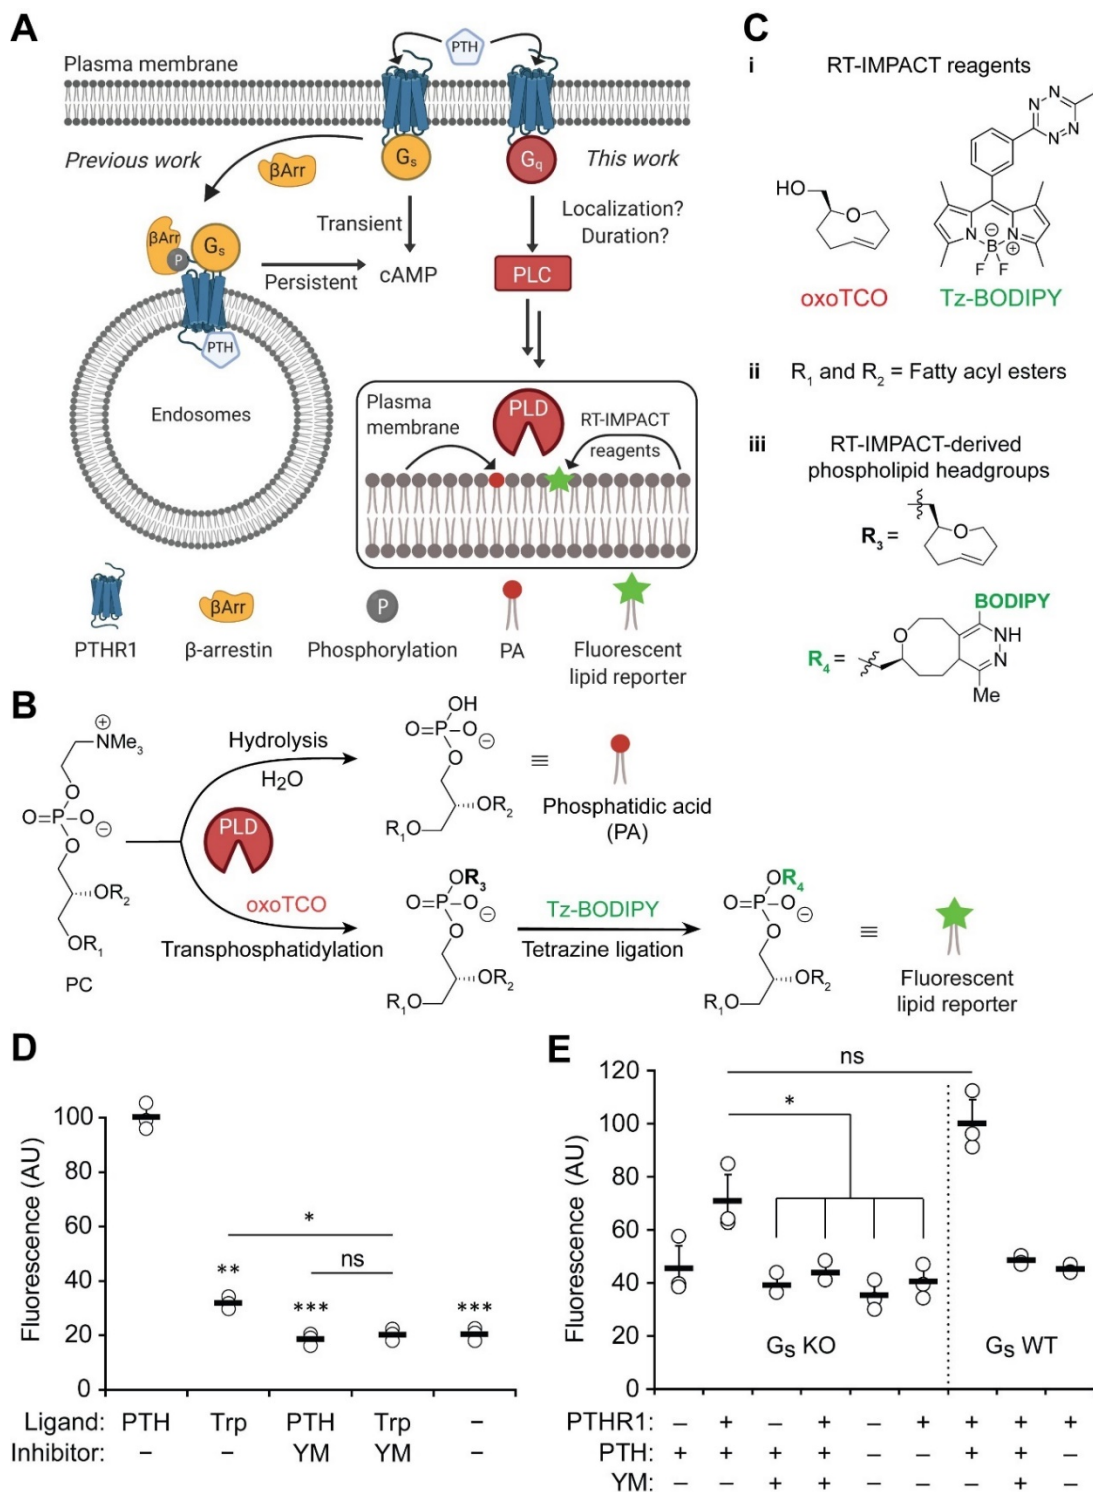 A
Plasma membrane
PTH
Previous work
βArr
Gs
Gq
This work
Transient
Localization?
Duration?
βArr
P
Gs
Persistent
cAMP
PLC
PTH
Endosomes
Plasma
membrane
PLD
RT-IMPACT
reagents
βArr
P
PTHR1
β-arrestin
Phosphorylation
PA
Fluorescent
lipid reporter
C
i RT-IMPACT reagents
N N
N N
HO
O
N N
B
F F
⊖ ⊕
oxoTCO
Tz-BODIPY
ii R1 and R2 = Fatty acyl esters
iii RT-IMPACT-derived
phospholipid headgroups
R3 =
O
BODIPY
O
NH
N
R4 =
Me
B
⊕
NMe3
O
O=P-O ⊖
O
OR2
OR1
PC
Hydrolysis
H2O
PLD
oxoTCO
Transphosphatidylation
OH
O=P-O ⊖
O
OR2
R1O
≡
Phosphatidic acid
(PA)
OR3
O=P-O ⊖
O
OR2
R1O
Tz-BODIPY
Tetrazine ligation
OR4
O=P-O ⊖
O
OR2
R1O
≡
Fluorescent
lipid reporter
D
Fluorescence (AU)
100
80
60
40
20
0
*
**
ns
***
***
Ligand: PTH Trp PTH Trp –
Inhibitor: – – YM YM –
E
Fluorescence (AU)
120
100
80
60
40
20
0
ns
*
Gs KO
Gs WT
PTHR1: – + – + – + + + +
PTH: + + + + – – + + –
YM: – – + + – – – + –